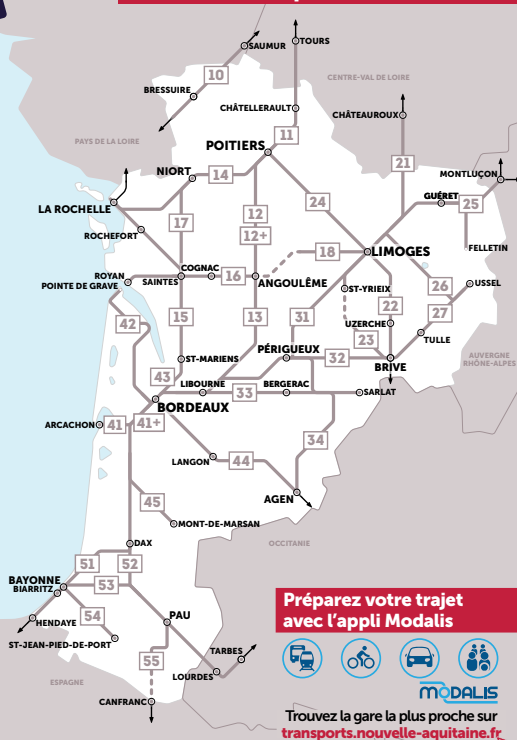 SAUMUR
TOURS
10
CENTRE-VAL DE LOIRE
BRESSUIRE
CHÂTELLERAULT
CHÂTEAUROUX
11
PAYS DE LA LOIRE
POITIERS
21
NIORT
14
MONTLUÇON
24
GUÉRET
25
LA ROCHELLE
12
17
12+
ROCHEFORT
FELLETIN
18
LIMOGES
COGNAC
16
ROYAN
POINTE DE GRAVE
SAINTES
ANGOULÊME
ST-YRIEIX
26
USSEL
22
27
42
15
13
31
UZERCHE
23
TULLE
PÉRIGUEUX
ST-MARIENS
32
AUVERGNE
RHÔNE-ALPES
BRIVE
43
LIBOURNE
33
BERGERAC
SARLAT
BORDEAUX
ARCACHON
41
41+
34
LANGON
44
AGEN
45
MONT-DE-MARSAN
OCCITANIE
DAX
51
52
BAYONNE
BIARRITZ
53
54
HENDAYE
PAU
ST-JEAN-PIED-DE-PORT
55
TARBES
LOURDES
ESPAGNE
CANFRANC
Préparez votre trajet
avec l'appli Modalis
MODALIS
Trouvez la gare la plus proche sur
transports.nouvelle-aquitaine.fr